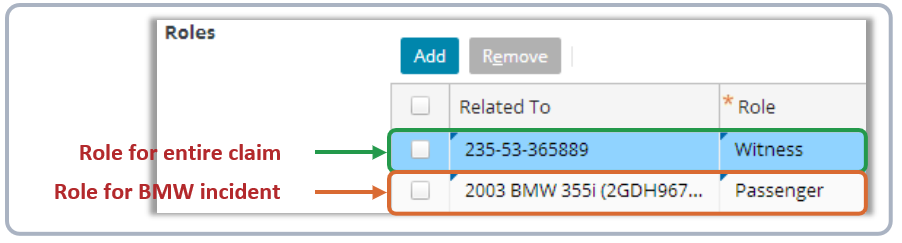 Roles
Add Remove
Related To * Role
Role for entire claim 235-53-365889 Witness
Role for BMW incident 2003 BMW 355i (2GDH967... Passenger